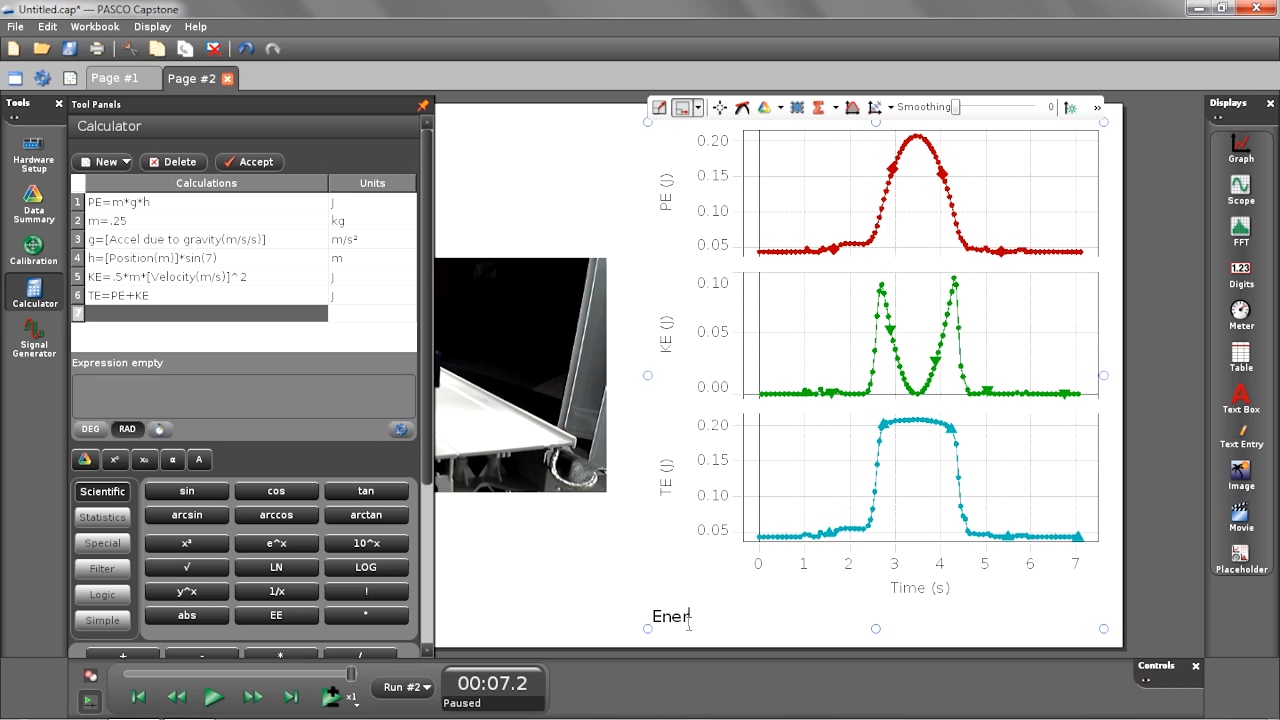 Untitled.cap* — PASCO Capstone
File Edit Workbook Display Help
Page #1 Page #2
Tools
Hardware Setup
Data Summary
Calibration
Calculator
Signal Generator
Tool Panels
Calculator
New Delete Accept
Calculations Units
1 PE=m*g*h J
2 m=.25 kg
3 g=[Accel due to gravity(m/s/s)] m/s²
4 h=[Position(m)]*sin(7) m
5 KE=.5*m*[Velocity(m/s)]^2 J
6 TE=PE+KE J
7
Expression empty
DEG RAD
x² x₀ α A
Scientific sin cos tan
Statistics arcsin arccos arctan
Special x² e^x 10^x
Filter √ LN LOG
Logic y^x 1/x !
Simple abs EE °
+ - * /
Smoothing 0 »
PE (J)
0.20
0.15
0.10
0.05
KE (J)
0.10
0.05
0.00
TE (J)
0.20
0.15
0.10
0.05
0 1 2 3 4 5 6 7
Time (s)
Ener
Displays
Graph
Scope
FFT
1.23
Digits
Meter
Table
Text Box
Text Entry
Image
Movie
Placeholder
x1
Run #2
00:07.2
Paused
Controls